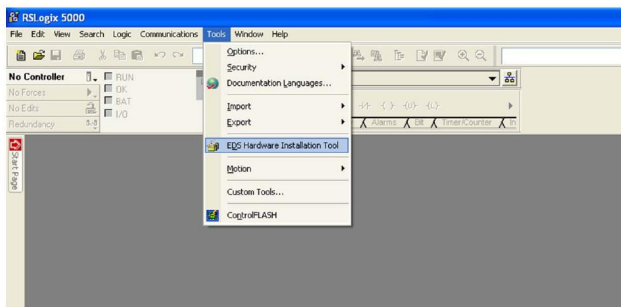 RSLogix 5000
File Edit View Search Logic Communications Tools Window Help
No Controller
RUN
No Forces
OK
No Edits
BAT
Redundancy
I/O
Options...
Security
Documentation Languages...
Import
Export
EDS Hardware Installation Tool
Motion
Custom Tools...
ControlFLASH
Alarms
Bit
Timer/Counter
Start Page